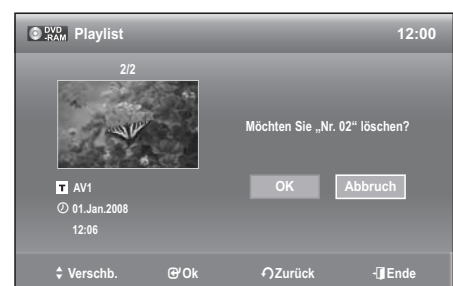 DVD -RAM Playlist 12:00
2/2
Möchten Sie „Nr. 02“ löschen?
OK Abbruch
T AV1
01.Jan.2008
12:06
Verschb. Ok Zurück Ende